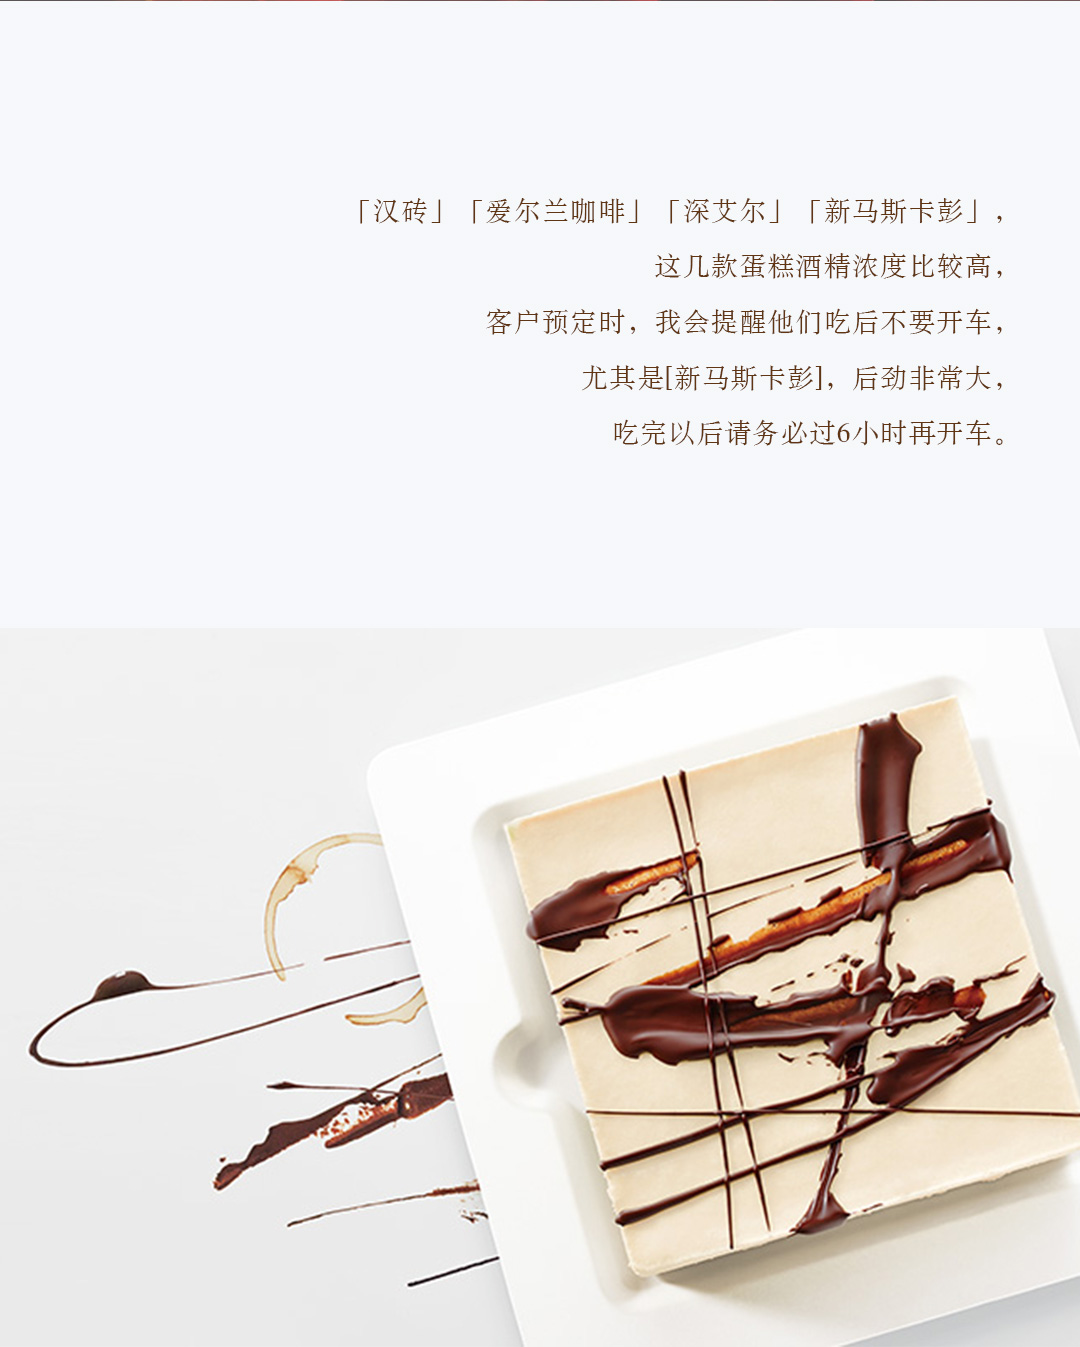 「汉砖」「爱尔兰咖啡」「深艾尔」「新马斯卡彭」，
这几款蛋糕酒精浓度比较高，
客户预定时，我会提醒他们吃后不要开车，
尤其是[新马斯卡彭]，后劲非常大，
吃完以后请务必过6小时再开车。